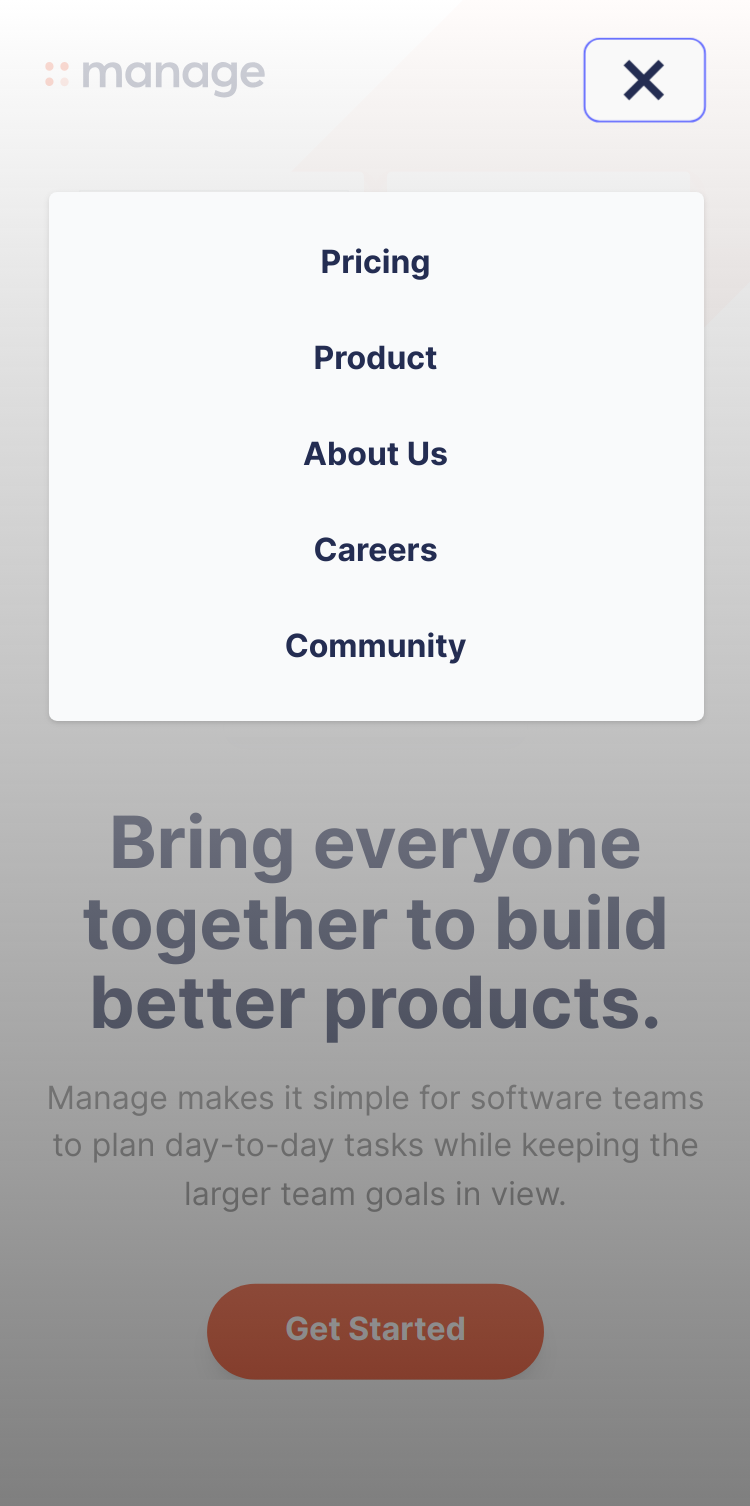 manage
Pricing
Product
About Us
Careers
Community
Bring everyone
together to build
better products.
Manage makes it simple for software teams
to plan day-to-day tasks while keeping the
larger team goals in view.
Get Started